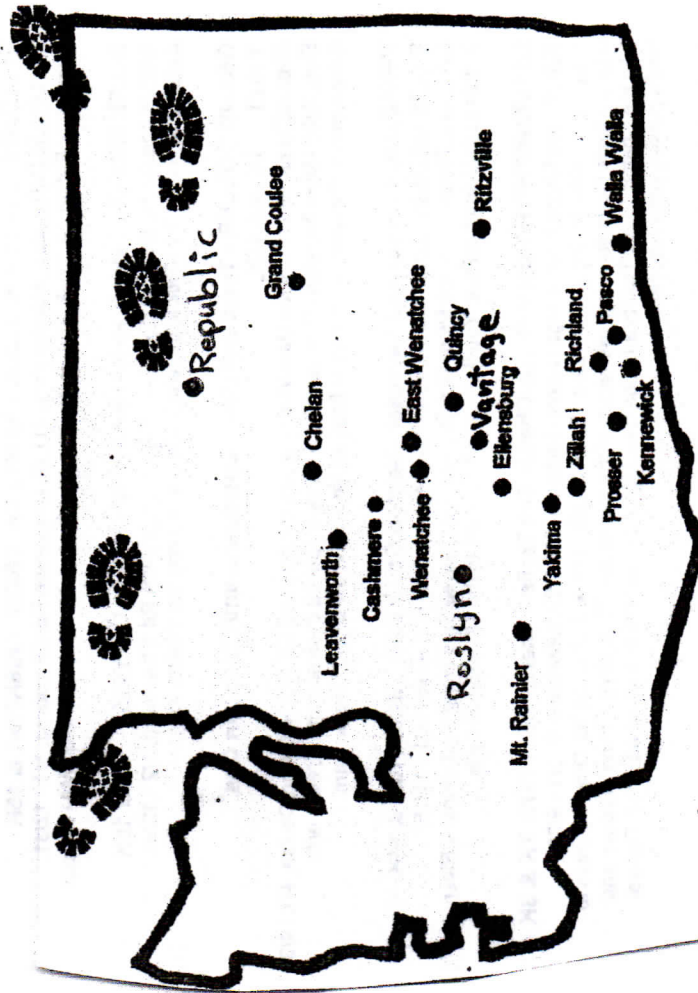 Republic
Grand Coulee
Chelan
Leavenworth
Cashmere
East Wenatchee
Wenatchee
Quincy
Ritzville
Vantage
Roslyn
Ellensburg
Mt. Rainier
Yakima
Zillah
Richland
Pasco
Walla Walla
Prosser
Kennewick